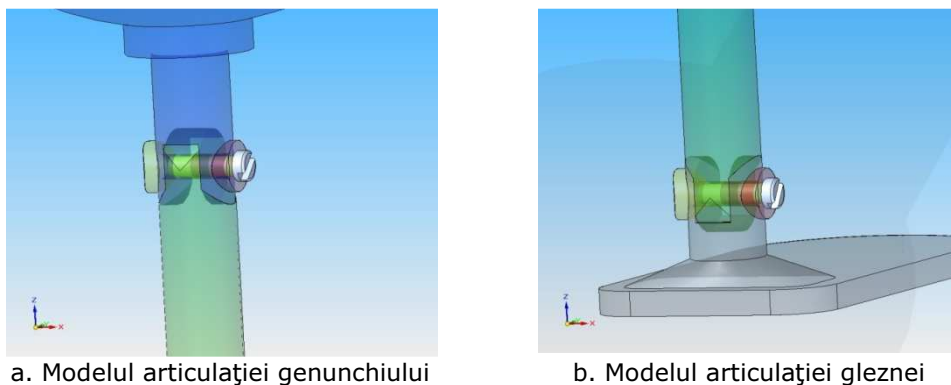 z
x
z
x
a. Modelul articulaţiei genunchiului
b. Modelul articulaţiei gleznei